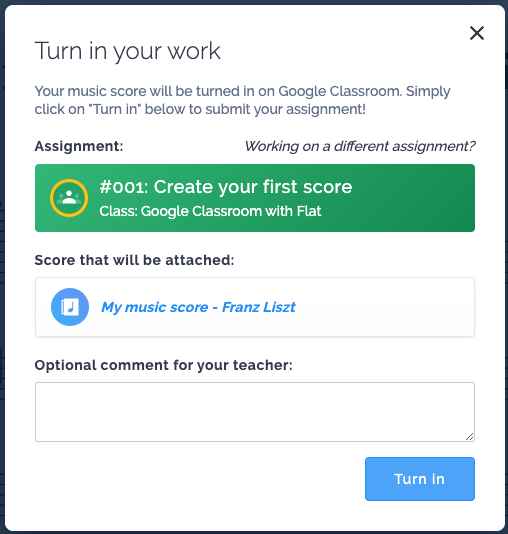 Turn in your work
Your music score will be turned in on Google Classroom. Simply
click on "Turn in" below to submit your assignment!
Assignment: Working on a different assignment?
#001: Create your first score
Class: Google Classroom with Flat
Score that will be attached:
My music score - Franz Liszt
Optional comment for your teacher:
Turn in